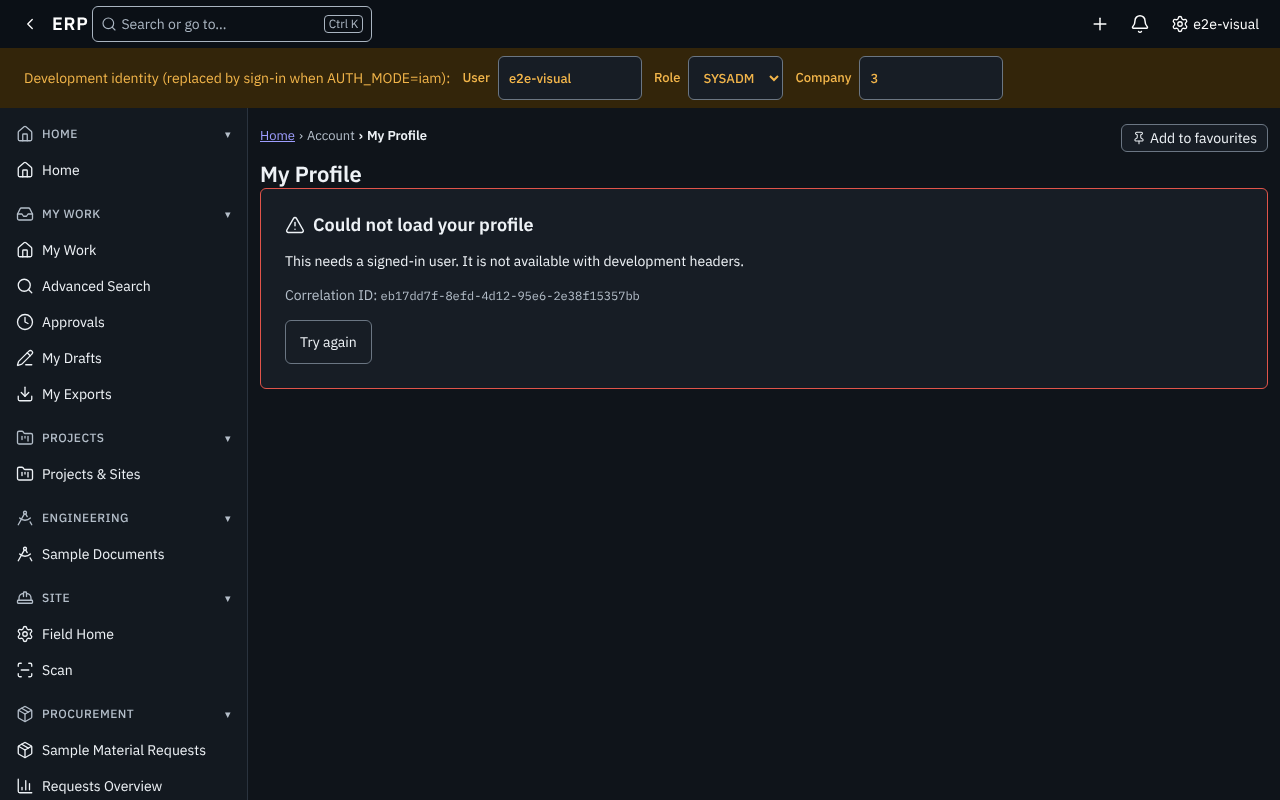 ERP Search or go to... Ctrl K e2e-visual
Development identity (replaced by sign-in when AUTH_MODE=iam): User e2e-visual Role SYSADM Company 3
HOME
Home
MY WORK
My Work
Advanced Search
Approvals
My Drafts
My Exports
PROJECTS
Projects & Sites
ENGINEERING
Sample Documents
SITE
Field Home
Scan
PROCUREMENT
Sample Material Requests
Requests Overview
Home › Account › My Profile
Add to favourites
My Profile
Could not load your profile
This needs a signed-in user. It is not available with development headers.
Correlation ID: eb17dd7f-8efd-4d12-95e6-2e38f15357bb
Try again